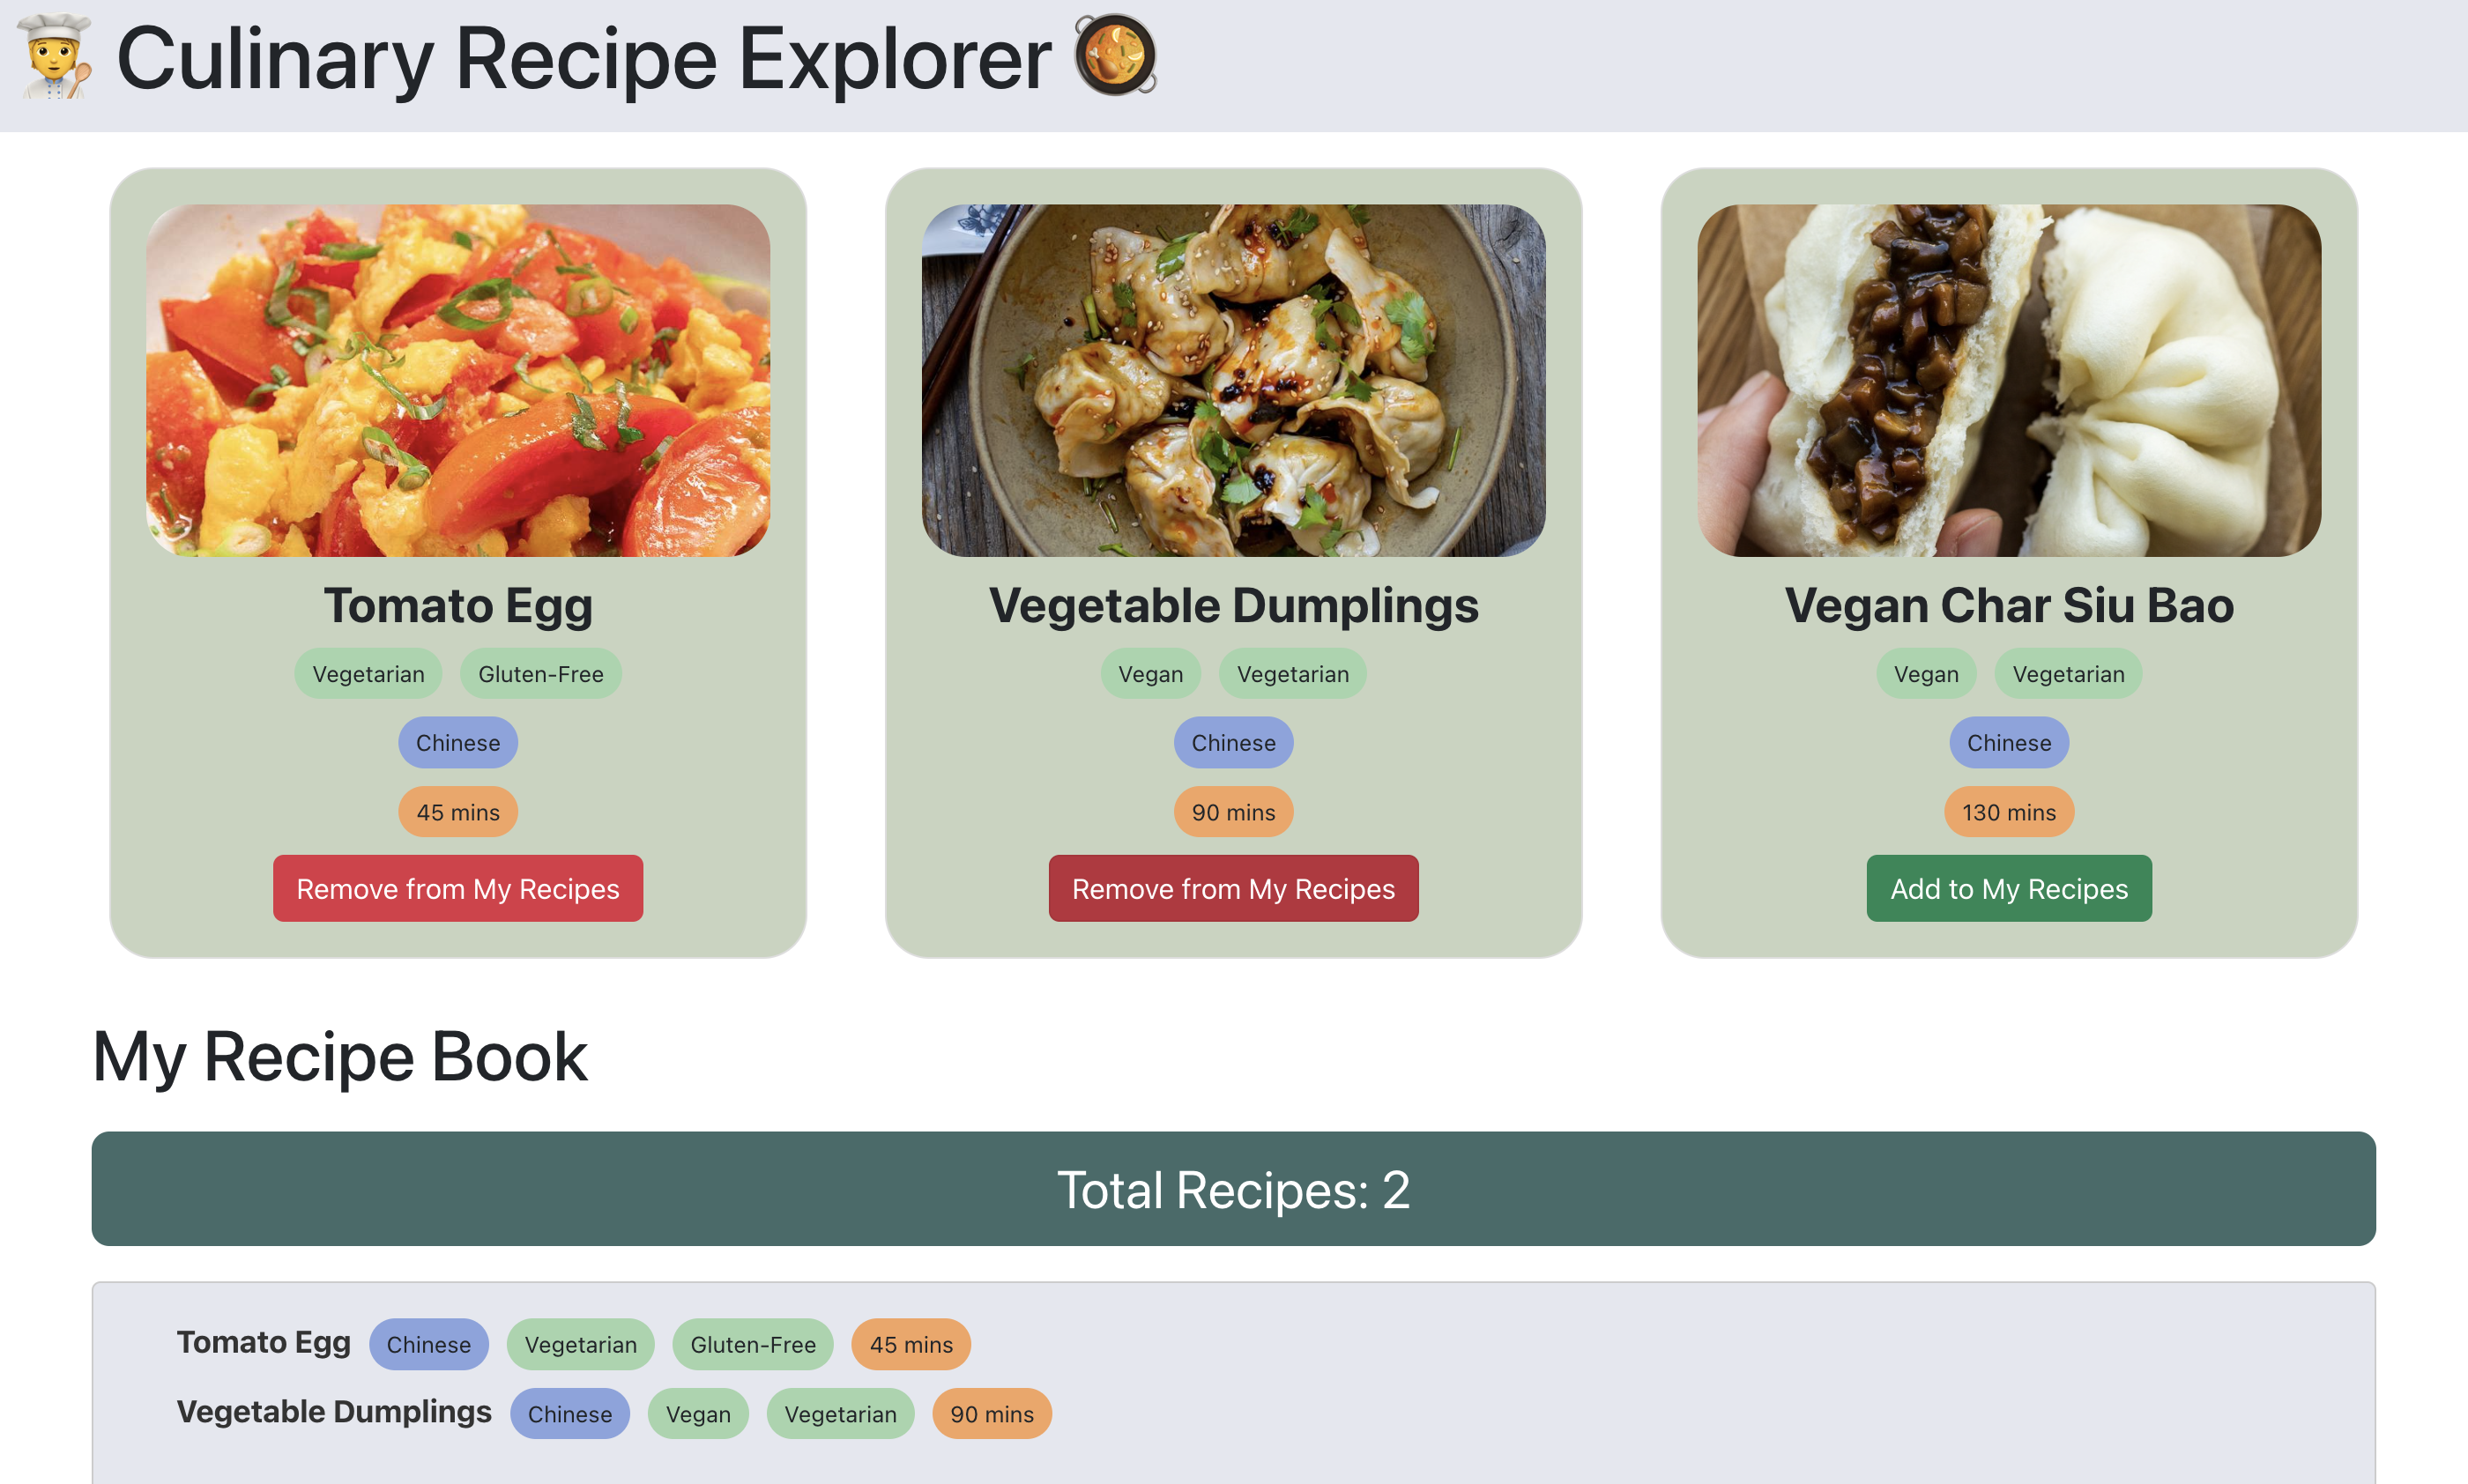 Culinary Recipe Explorer
Tomato Egg
Vegetarian Gluten-Free
Chinese
45 mins
Remove from My Recipes
Vegetable Dumplings
Vegan Vegetarian
Chinese
90 mins
Remove from My Recipes
Vegan Char Siu Bao
Vegan Vegetarian
Chinese
130 mins
Add to My Recipes
My Recipe Book
Total Recipes: 2
Tomato Egg Chinese Vegetarian Gluten-Free 45 mins
Vegetable Dumplings Chinese Vegan Vegetarian 90 mins